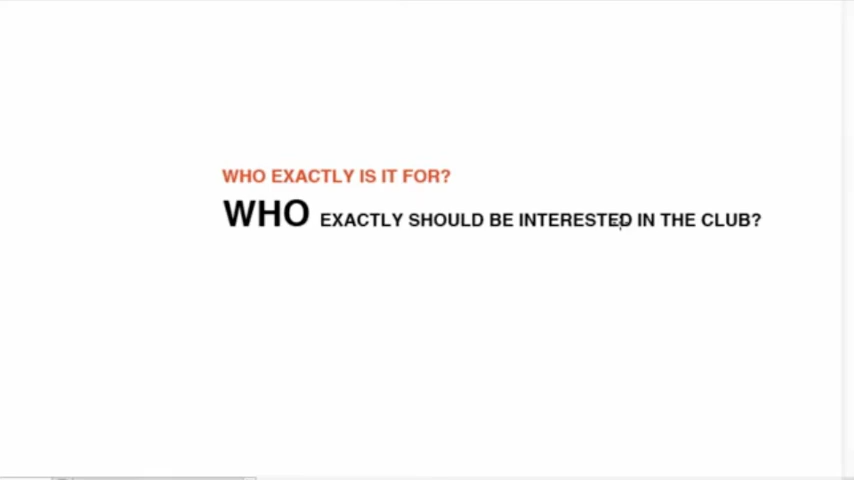 WHO EXACTLY IS IT FOR?
WHO EXACTLY SHOULD BE INTERESTED IN THE CLUB?